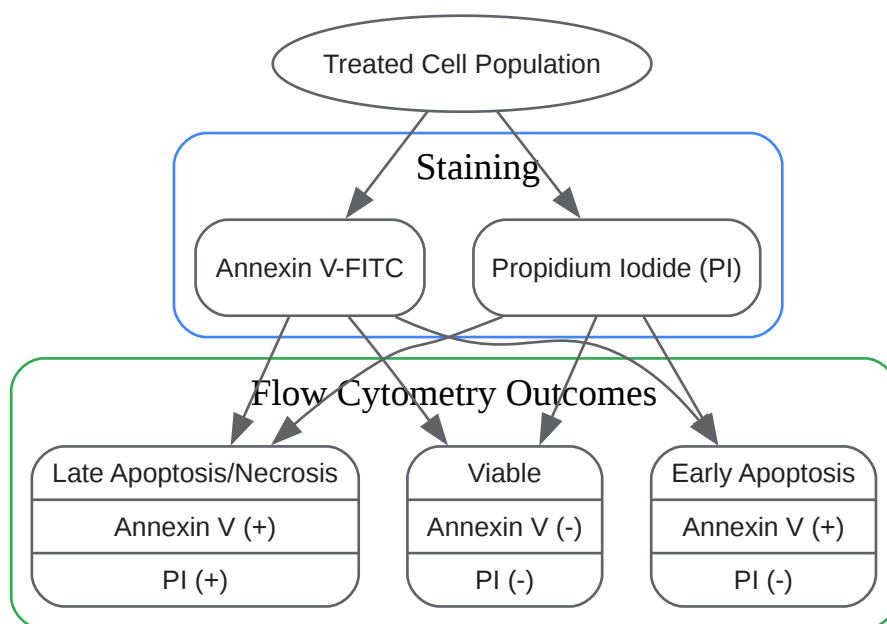 Treated Cell Population
Staining
Annexin V-FITC
Propidium Iodide (PI)
Flow Cytometry Outcomes
Late Apoptosis/Necrosis
Annexin V (+)
PI (+)
Viable
Annexin V (-)
PI (-)
Early Apoptosis
Annexin V (+)
PI (-)